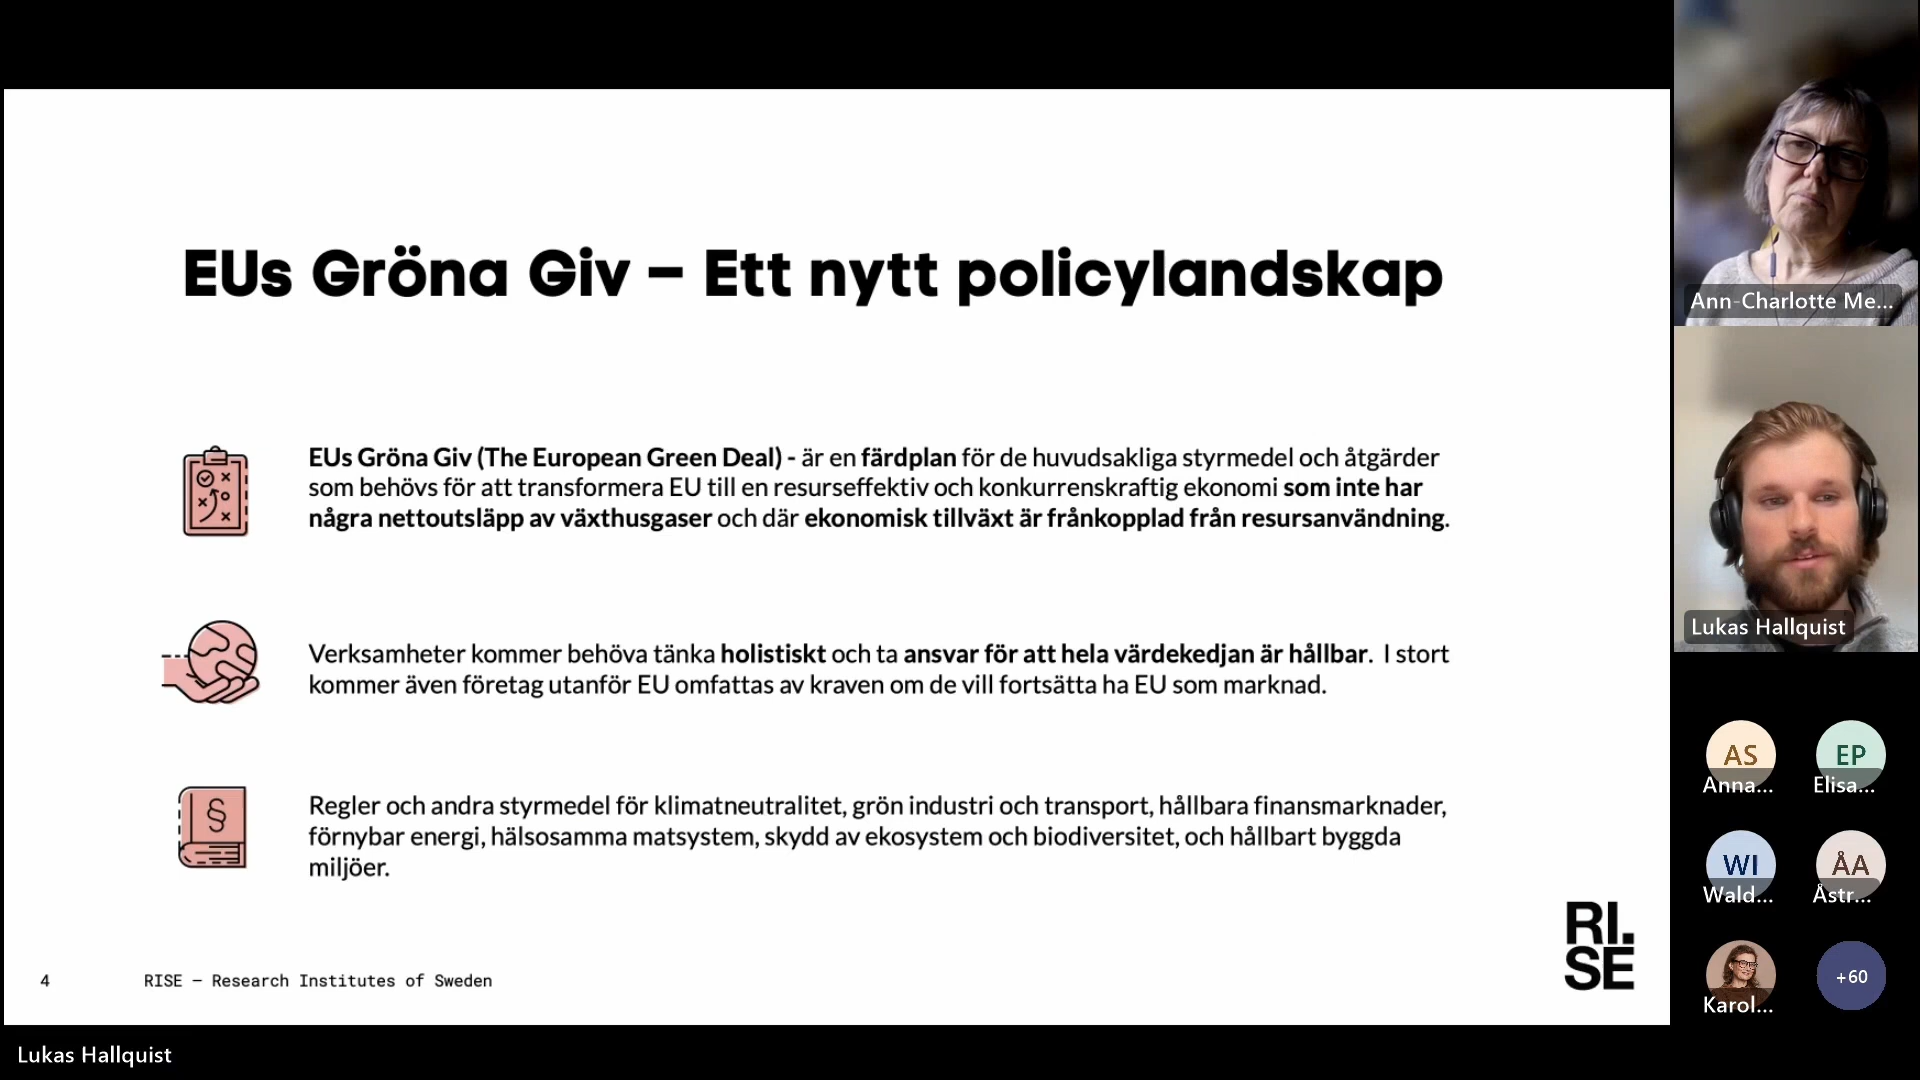 EUs Gröna Giv – Ett nytt policylandskap
EUs Gröna Giv (The European Green Deal) - är en färdplan för de huvudsakliga styrmedel och åtgärder
som behövs för att transformera EU till en resurseffektiv och konkurrenskraftig ekonomi som inte har
några nettoutsläpp av växthusgaser och där ekonomisk tillväxt är frånkopplad från resursanvändning.
Verksamheter kommer behöva tänka holistiskt och ta ansvar för att hela värdekedjan är hållbar. I stort
kommer även företag utanför EU omfattas av kraven om de vill fortsätta ha EU som marknad.
§
Regler och andra styrmedel för klimatneutralitet, grön industri och transport, hållbara finansmarknader,
förnybar energi, hälsosamma matsystem, skydd av ekosystem och biodiversitet, och hållbart byggda
miljöer.
4
RISE — Research Institutes of Sweden
RI.
SE
Lukas Hallquist
Ann-Charlotte Me...
Lukas Hallquist
AS
Anna...
EP
Elisa...
WI
Wald...
ÅA
Åstr...
Karol...
+60